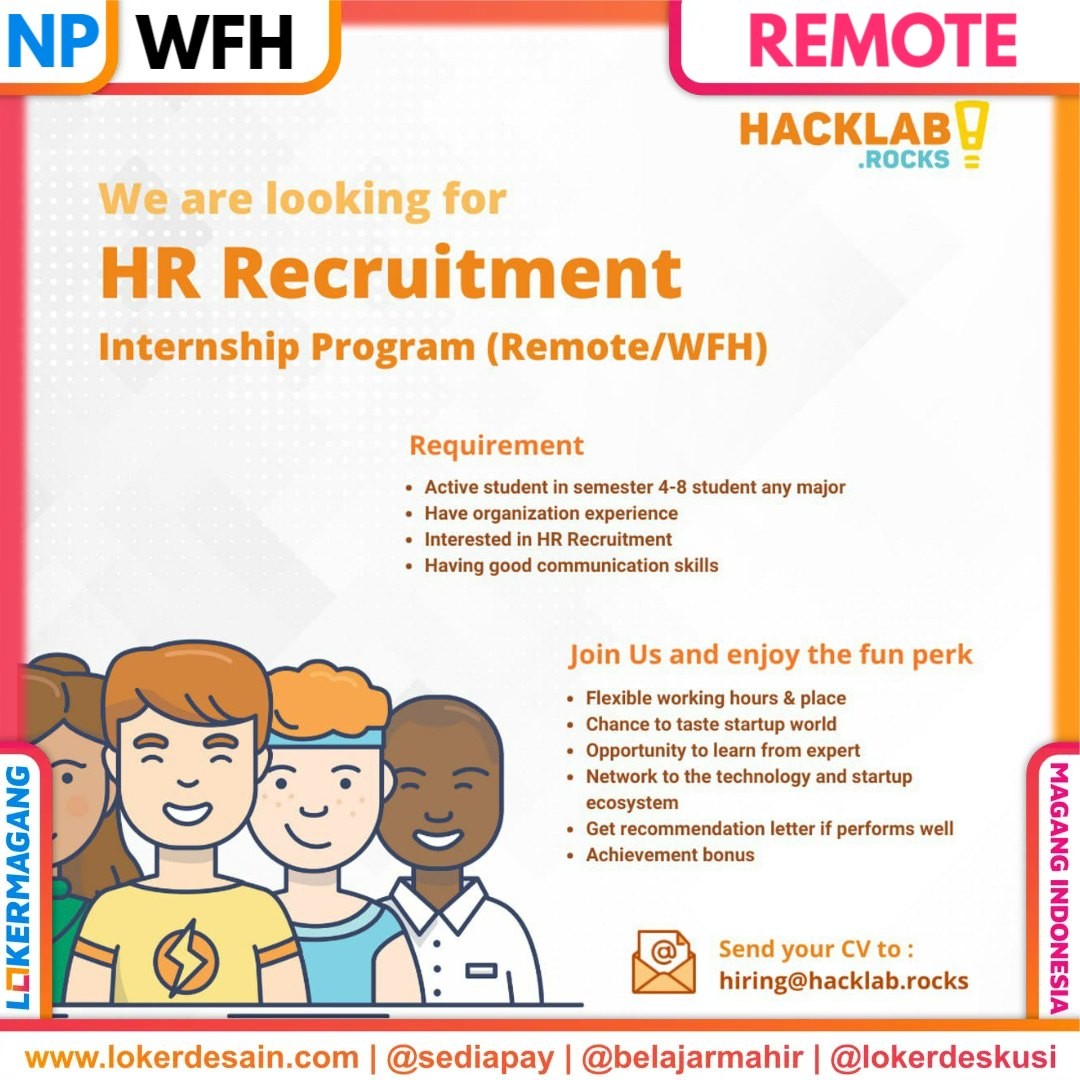 NP WFH
REMOTE
HACKLAB!
.ROCKS
We are looking for
HR Recruitment
Internship Program (Remote/WFH)
Requirement
• Active student in semester 4-8 student any major
• Have organization experience
• Interested in HR Recruitment
• Having good communication skills
Join Us and enjoy the fun perk
• Flexible working hours & place
• Chance to taste startup world
• Opportunity to learn from expert
• Network to the technology and startup
ecosystem
• Get recommendation letter if performs well
• Achievement bonus
@
Send your CV to :
hiring@hacklab.rocks
LOKERMAGANG
MAGANG INDONESIA
www.lokerdesain.com | @sediapay | @belajarmahir | @lokerdeskusi